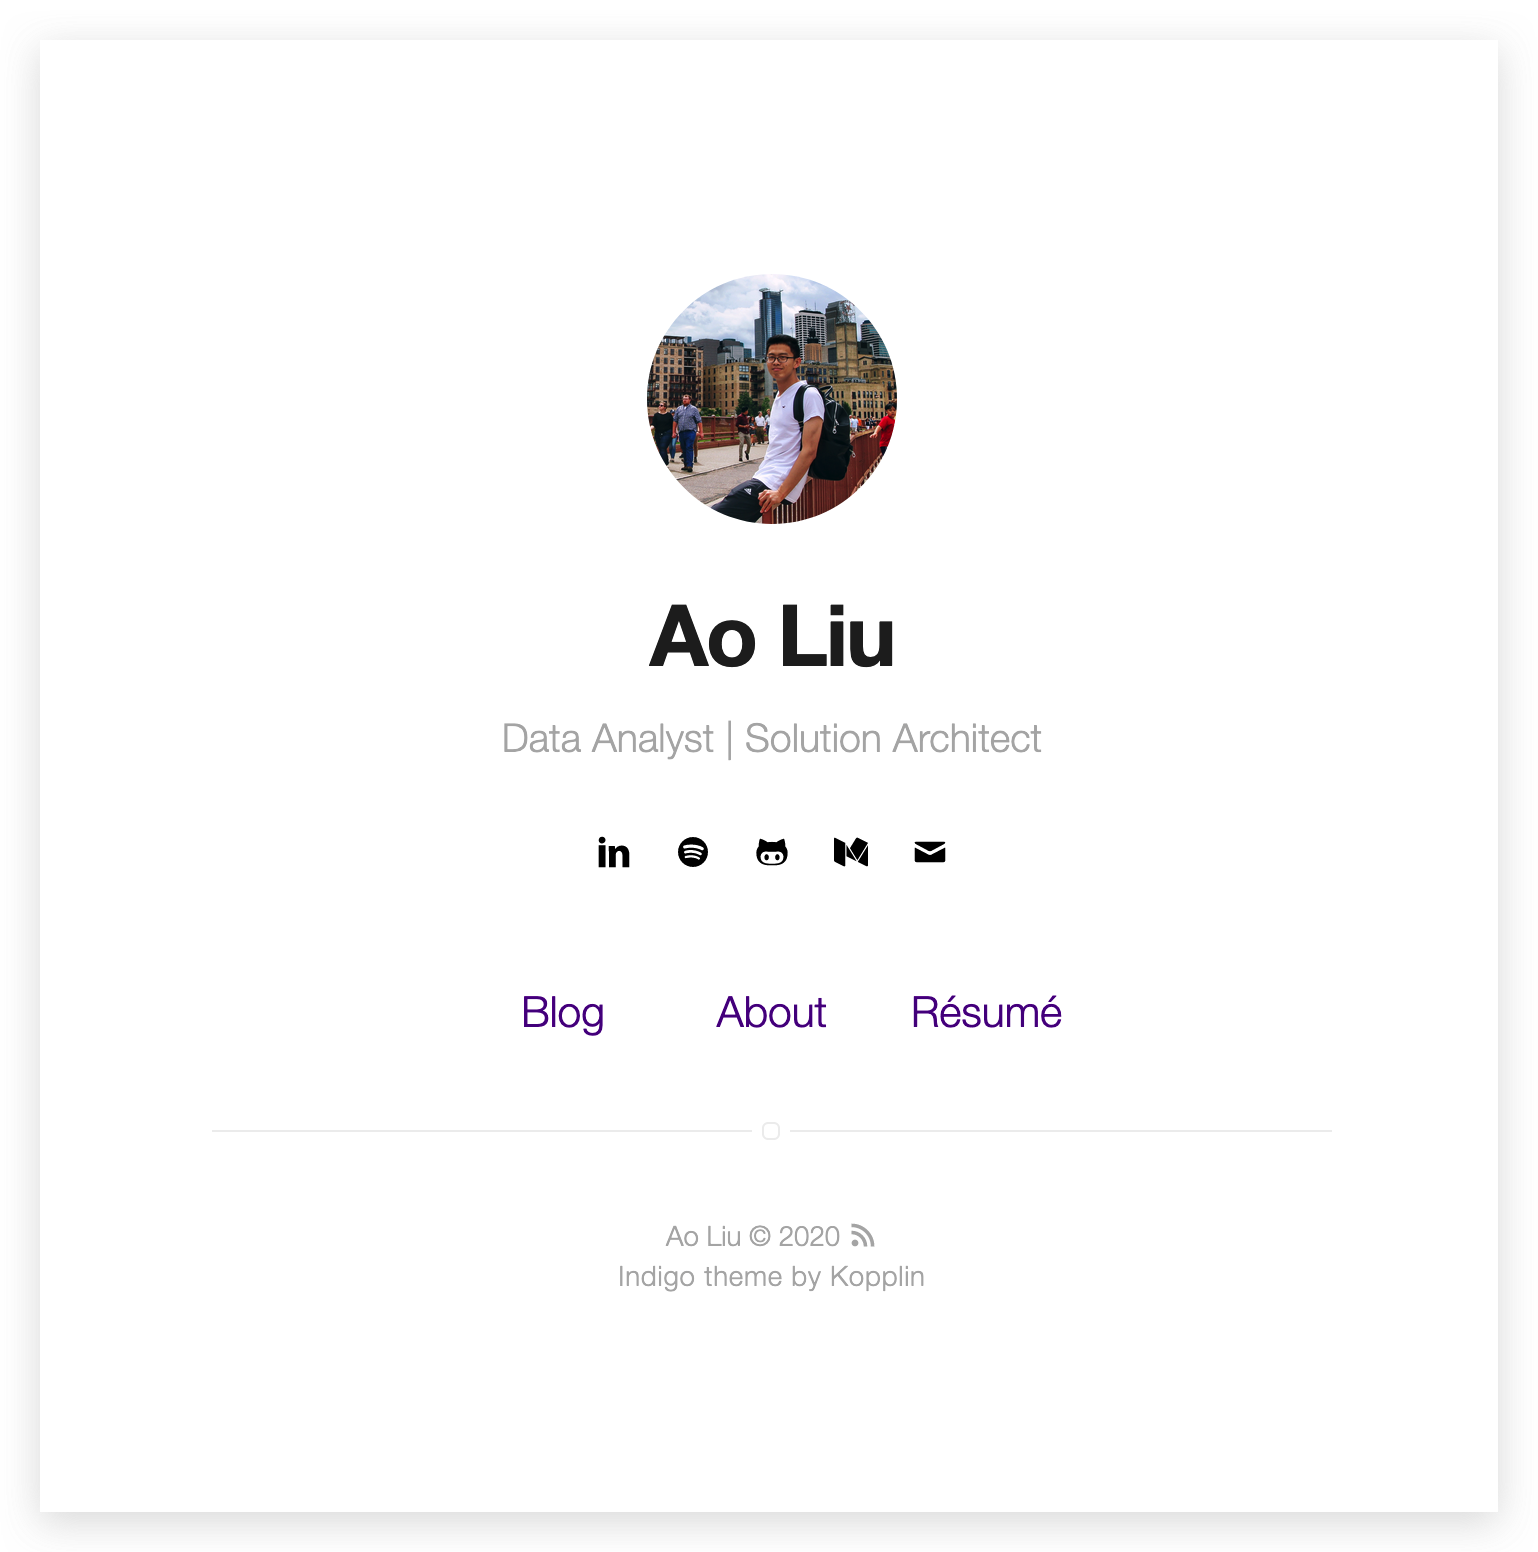 Ao Liu
Data Analyst | Solution Architect
Blog About Résumé
Ao Liu © 2020
Indigo theme by Kopplin